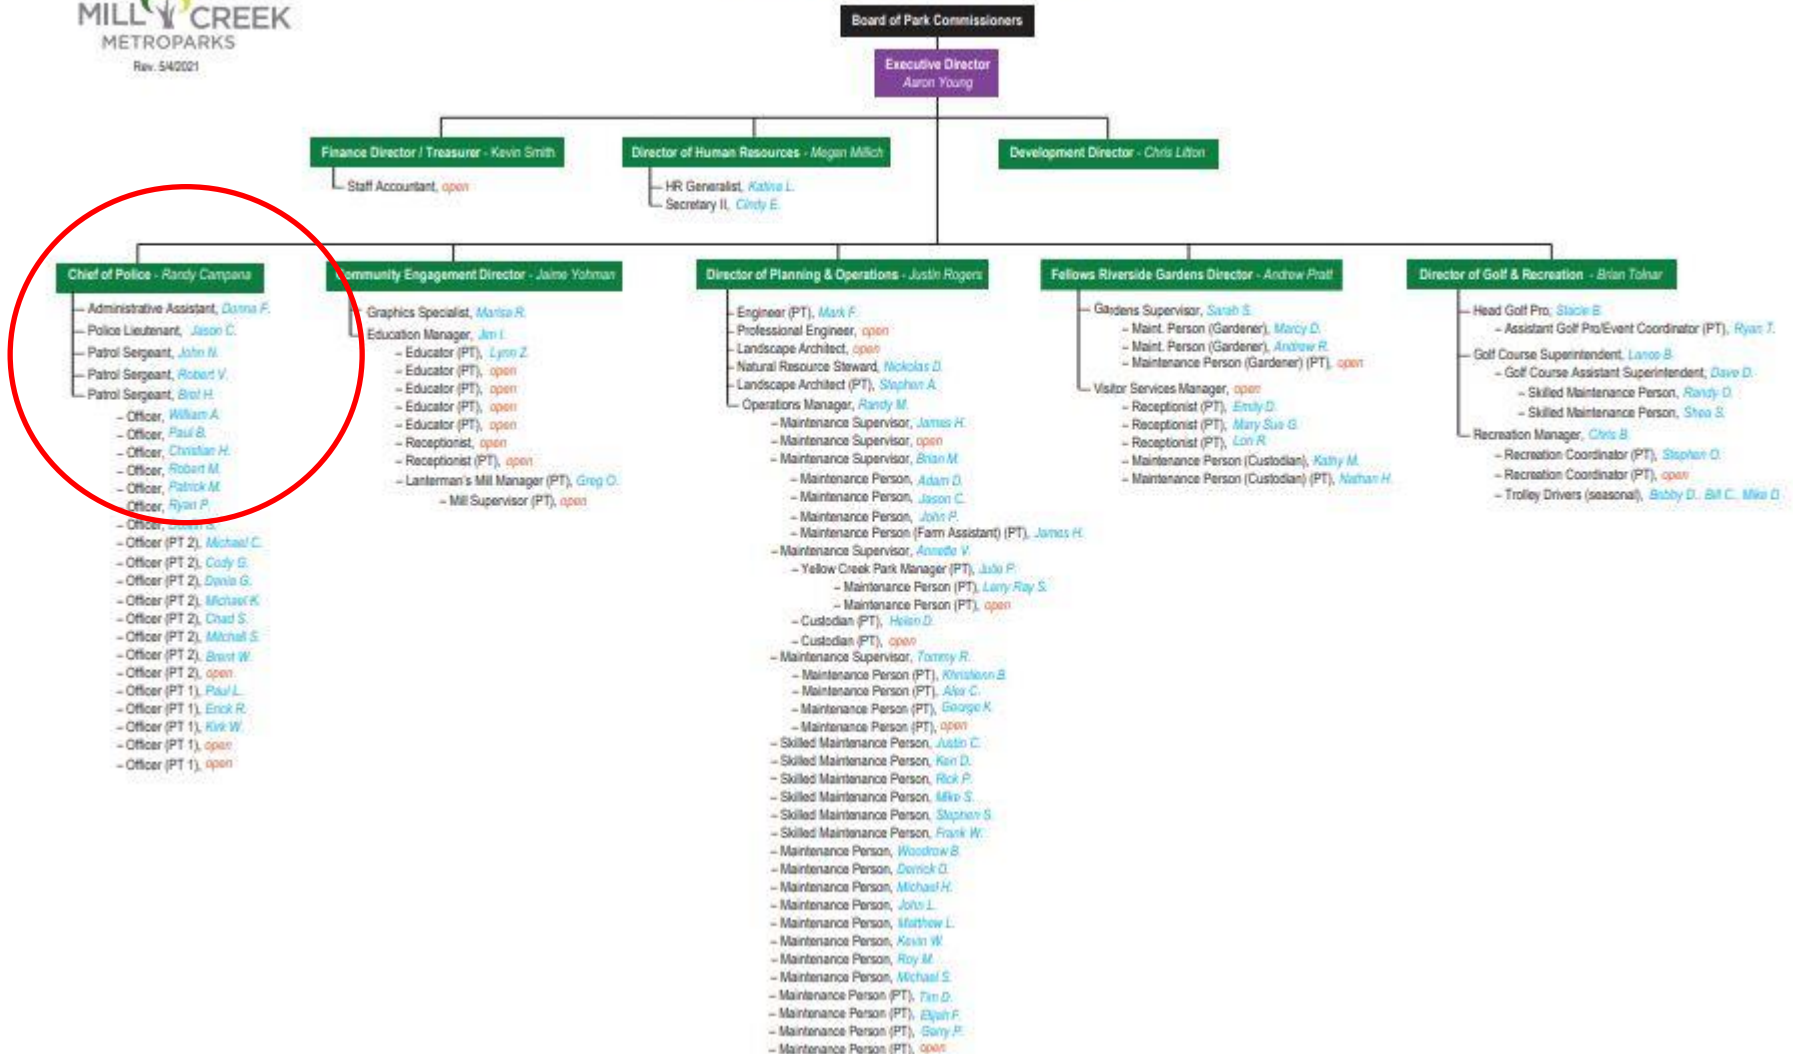 MILL CREEK
METROPARKS
Rev. 5/4/2021
Board of Park Commissioners
Executive Director
Aaron Young
Finance Director / Treasurer - Kevin Smith
Staff Accountant, open
Director of Human Resources - Megan Millich
HR Generalist, Katina L.
Secretary II, Cindy E.
Development Director - Chris Litton
Chief of Police - Randy Campana
Administrative Assistant, Donna F.
Police Lieutenant, Jason C.
Patrol Sergeant, John N.
Patrol Sergeant, Robert V.
Patrol Sergeant, Bret H.
– Officer, William A.
– Officer, Paul B.
– Officer, Christian H.
– Officer, Robert M.
– Officer, Patrick M.
Officer, Ryan P.
– Officer,
– Officer (PT 2), Michael C.
– Officer (PT 2), Cody G.
– Officer (PT 2), G.
– Officer (PT 2), Michael K.
– Officer (PT 2), Chad S.
– Officer (PT 2), Mitchell S.
– Officer (PT 2), Brent W.
– Officer (PT 2), open
– Officer (PT 1), Paul L.
– Officer (PT 1), Erick R.
– Officer (PT 1), Kirk W.
– Officer (PT 1), open
– Officer (PT 1), open
Community Engagement Director - Jaime Yohman
Graphics Specialist, Marisa R.
Education Manager, Jim I.
– Educator (PT), Lynn Z.
– Educator (PT), open
– Educator (PT), open
– Educator (PT), open
– Educator (PT), open
– Receptionist, open
– Receptionist (PT), open
– Lanterman's Mill Manager (PT), Greg O.
– Mill Supervisor (PT), open
Director of Planning & Operations - Justin Rogers
Engineer (PT), Mark F.
Professional Engineer, open
Landscape Architect, open
Natural Resource Steward, Nickolas D.
Landscape Architect (PT), Stephen A.
Operations Manager, Randy M.
– Maintenance Supervisor, James H.
– Maintenance Supervisor, open
– Maintenance Supervisor, Brian M.
– Maintenance Person, Adam D.
– Maintenance Person, Jason C.
– Maintenance Person, John P.
– Maintenance Person (Farm Assistant) (PT), James H.
– Maintenance Supervisor, Annette V.
– Yellow Creek Park Manager (PT), Julie P.
– Maintenance Person (PT), Larry Ray S.
– Maintenance Person (PT), open
– Custodian (PT), Helen D.
– Custodian (PT), open
– Maintenance Supervisor, Tommy R.
– Maintenance Person (PT), B.
– Maintenance Person (PT), Alex C.
– Maintenance Person (PT), George K.
– Maintenance Person (PT), open
– Skilled Maintenance Person, Justin C.
– Skilled Maintenance Person, Ken D.
– Skilled Maintenance Person, Rick P.
– Skilled Maintenance Person, Mike S.
– Skilled Maintenance Person, Stephen S.
– Skilled Maintenance Person, Frank W.
– Maintenance Person, Woodrow B.
– Maintenance Person, Derrick D.
– Maintenance Person, Michael H.
– Maintenance Person, John L.
– Maintenance Person, Matthew L.
– Maintenance Person, Kevin W.
– Maintenance Person, Roy M.
– Maintenance Person, Michael S.
– Maintenance Person (PT), Tim D.
– Maintenance Person (PT), Elijah F.
– Maintenance Person (PT), Garry P.
– Maintenance Person (PT), open
Fellows Riverside Gardens Director - Andrew Pratt
Gardens Supervisor, Sarah S.
– Maint. Person (Gardener), Marcy D.
– Maint. Person (Gardener), Andrew R.
– Maintenance Person (Gardener) (PT), open
Visitor Services Manager, open
– Receptionist (PT), Emily D.
– Receptionist (PT), Mary Sue G.
– Receptionist (PT), Lori R.
– Maintenance Person (Custodian), Kathy M.
– Maintenance Person (Custodian) (PT), Nathan H.
Director of Golf & Recreation - Brian Tolnar
Head Golf Pro, Stacie B.
– Assistant Golf Pro/Event Coordinator (PT), Ryan T.
Golf Course Superintendent, Lance B.
– Golf Course Assistant Superintendent, Dave D.
– Skilled Maintenance Person, Randy O.
– Skilled Maintenance Person, Shea S.
Recreation Manager, Chris B.
– Recreation Coordinator (PT), Stephen O.
– Recreation Coordinator (PT), open
– Trolley Drivers (seasonal), Bobby D., Bill C., Mike D.